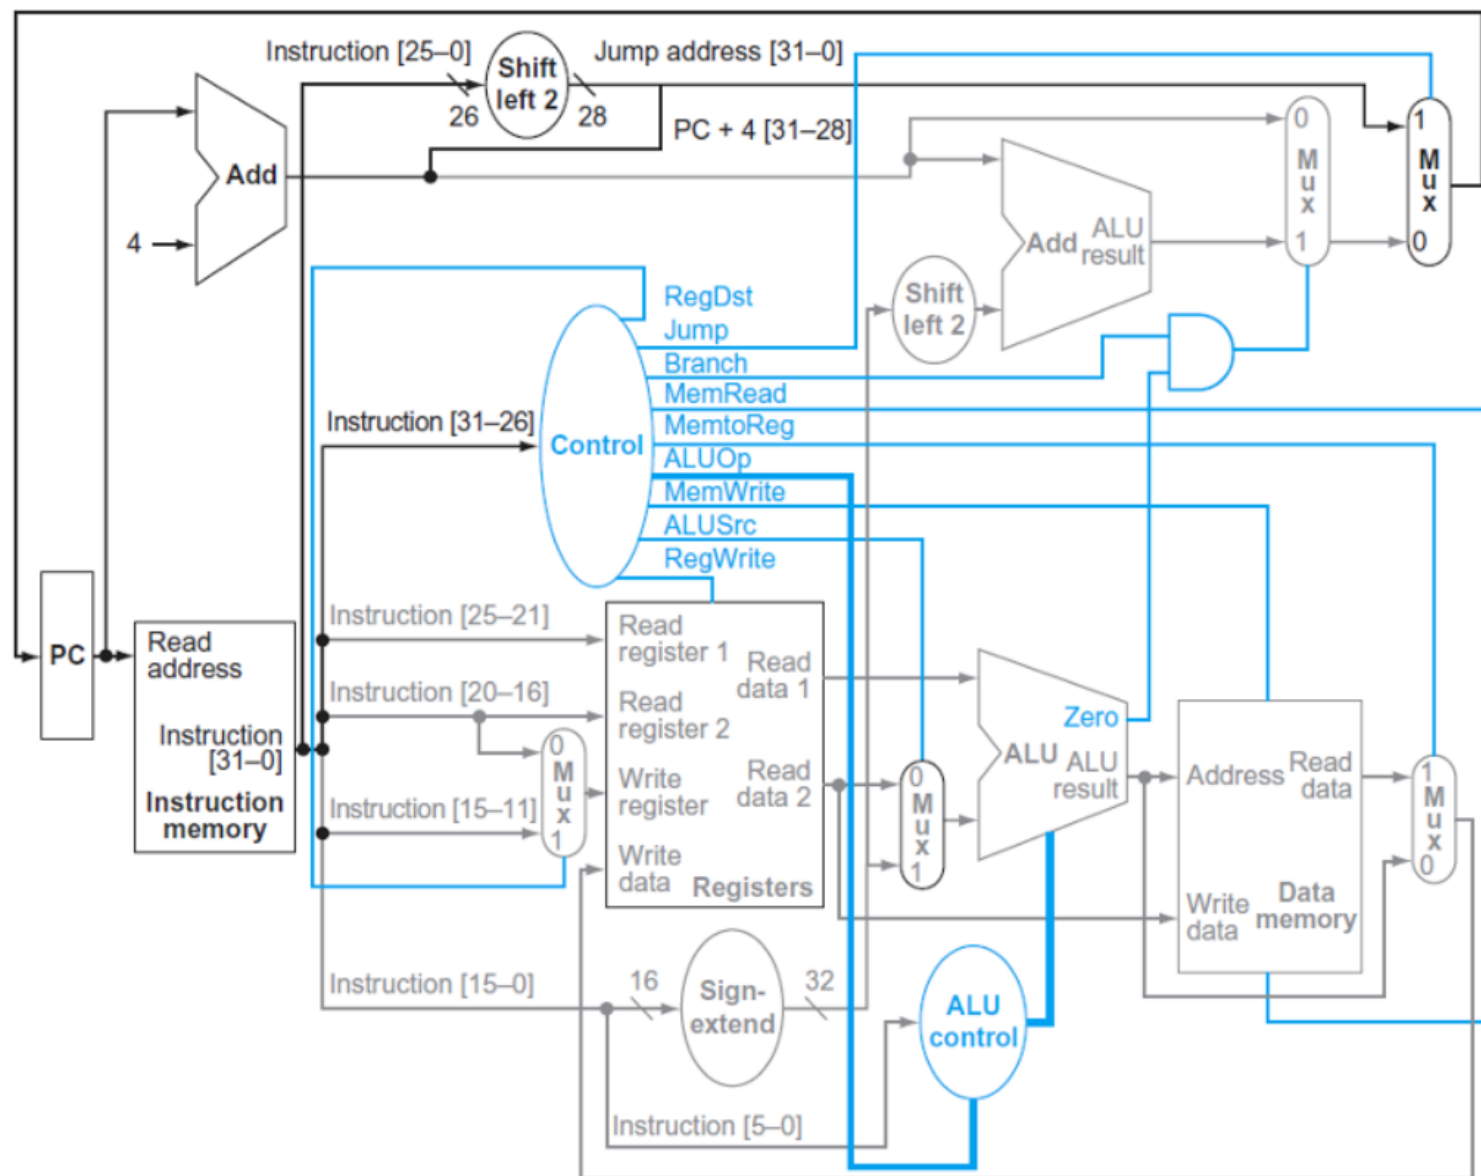 Instruction [25–0]
Shift
left 2
Jump address [31–0]
26
28
PC + 4 [31–28]
Add
4
0
M
u
x
1
1
M
u
x
0
Add
ALU
result
Shift
left 2
RegDst
Jump
Branch
MemRead
MemtoReg
ALUOp
MemWrite
ALUSrc
RegWrite
Instruction [31–26]
Control
PC
Read
address
Instruction
[31–0]
Instruction
memory
Instruction [25–21]
Instruction [20–16]
Instruction [15–11]
0
M
u
x
1
Read
register 1
Read
register 2
Write
register
Write
data
Read
data 1
Read
data 2
Registers
0
M
u
x
1
Zero
ALU
ALU
result
Address
Read
data
Write
data
Data
memory
1
M
u
x
0
Instruction [15–0]
16
Sign-
extend
32
ALU
control
Instruction [5–0]